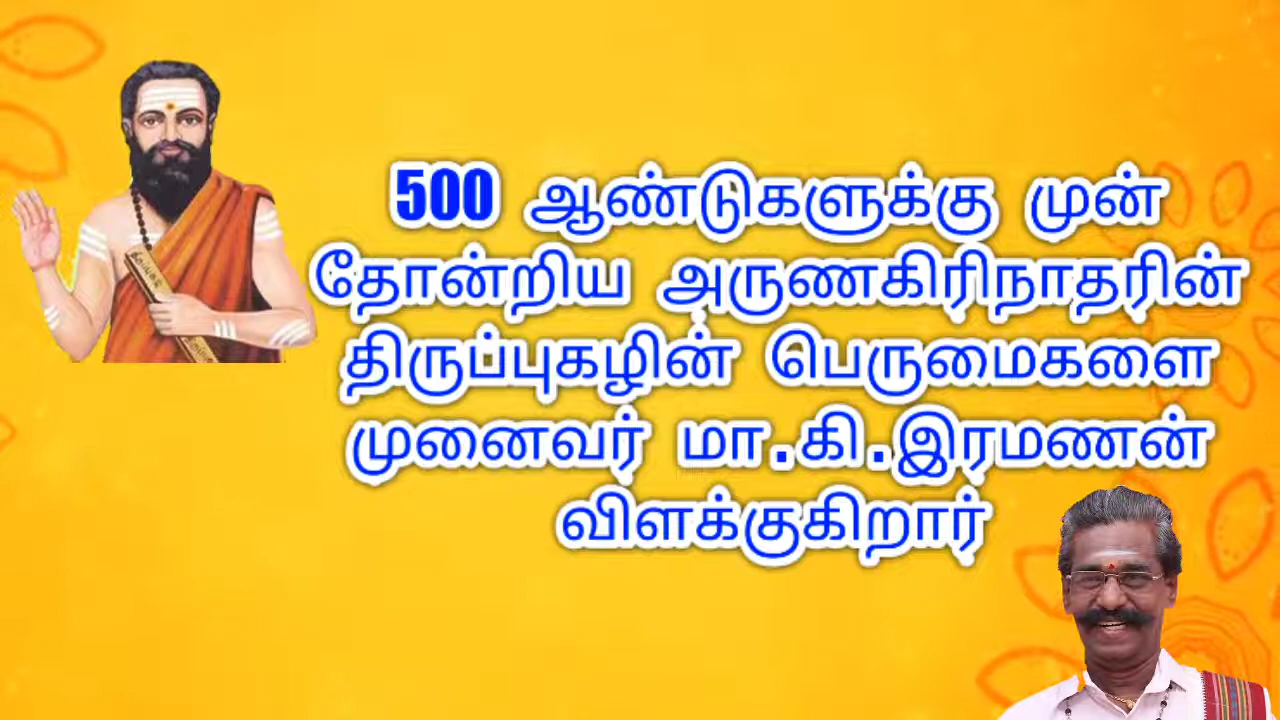 500 ஆண்டுகளுக்கு முன்
தோன்றிய அருணகிரிநாதரின்
திருப்புகழின் பெருமைகளை
முனைவர் மா.கி.இரமணன்
விளக்குகிறார்